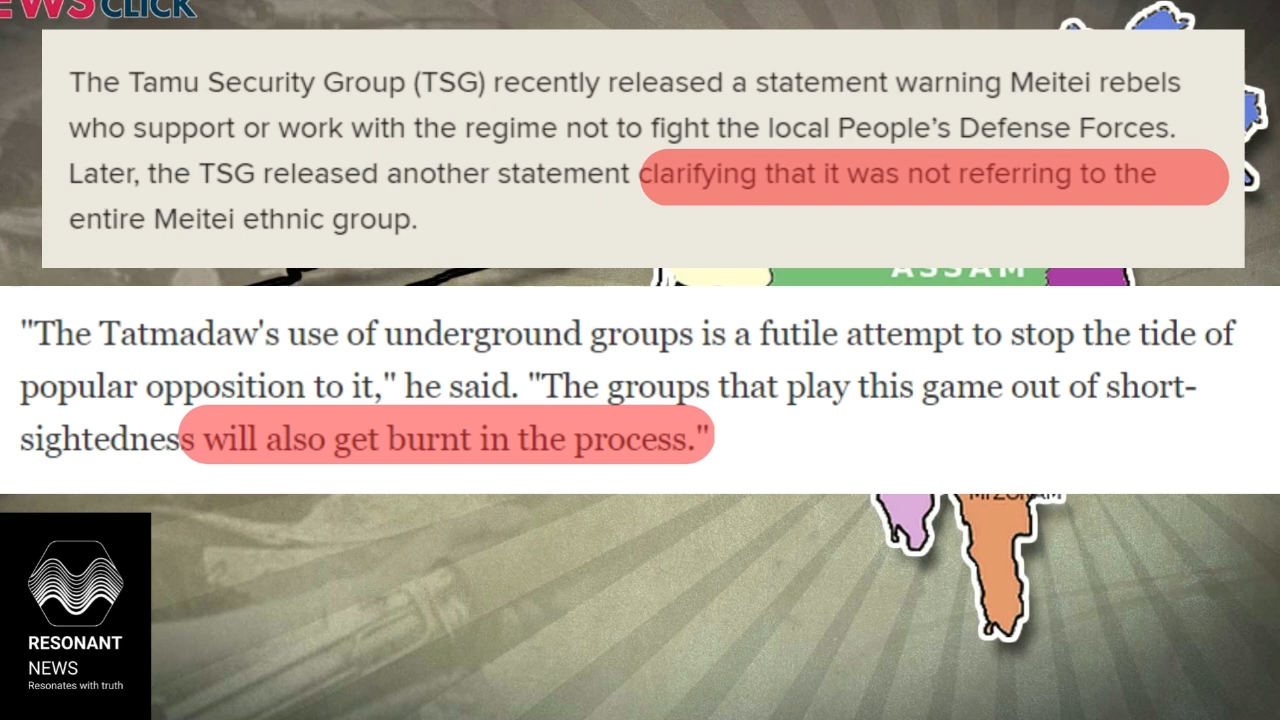 EWSCLICK
The Tamu Security Group (TSG) recently released a statement warning Meitei rebels
who support or work with the regime not to fight the local People’s Defense Forces.
Later, the TSG released another statement clarifying that it was not referring to the
entire Meitei ethnic group.
ASSAM
"The Tatmadaw's use of underground groups is a futile attempt to stop the tide of
popular opposition to it," he said. "The groups that play this game out of short-
sightedness will also get burnt in the process."
MIZORAM
RESONANT
NEWS
Resonates with truth